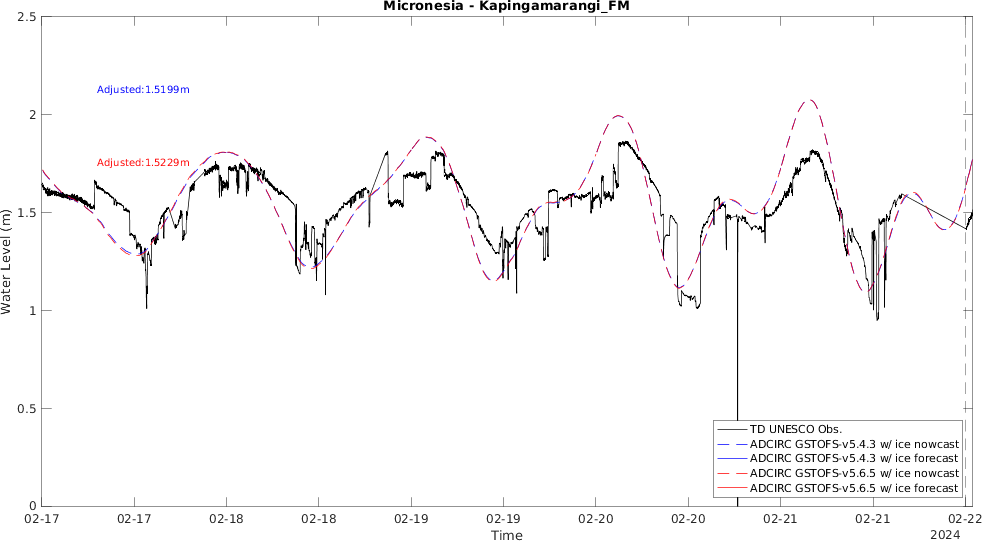 Micronesia - Kapingamarangi_FM
2.5
2
1.5
1
0.5
0
Water Level (m)
Adjusted:1.5199m
Adjusted:1.5229m
TD UNESCO Obs.
ADCIRC GSTOFS-v5.4.3 w/ ice nowcast
ADCIRC GSTOFS-v5.4.3 w/ ice forecast
ADCIRC GSTOFS-v5.6.5 w/ ice nowcast
ADCIRC GSTOFS-v5.6.5 w/ ice forecast
02-17 02-17 02-18 02-18 02-19 02-19 02-20 02-20 02-21 02-21 02-22
Time
2024